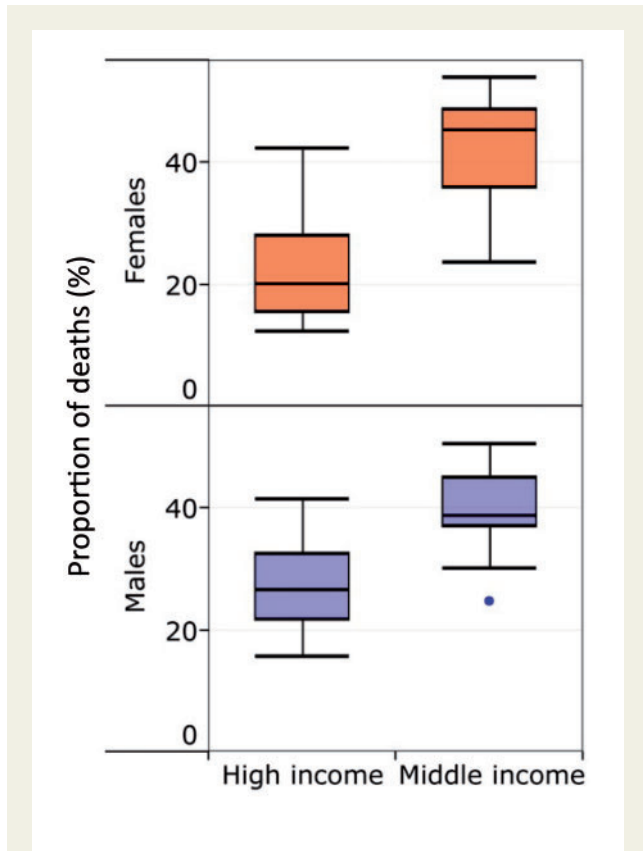 Proportion of deaths (%)
Females
40
20
0
Males
40
20
0
High income
Middle income